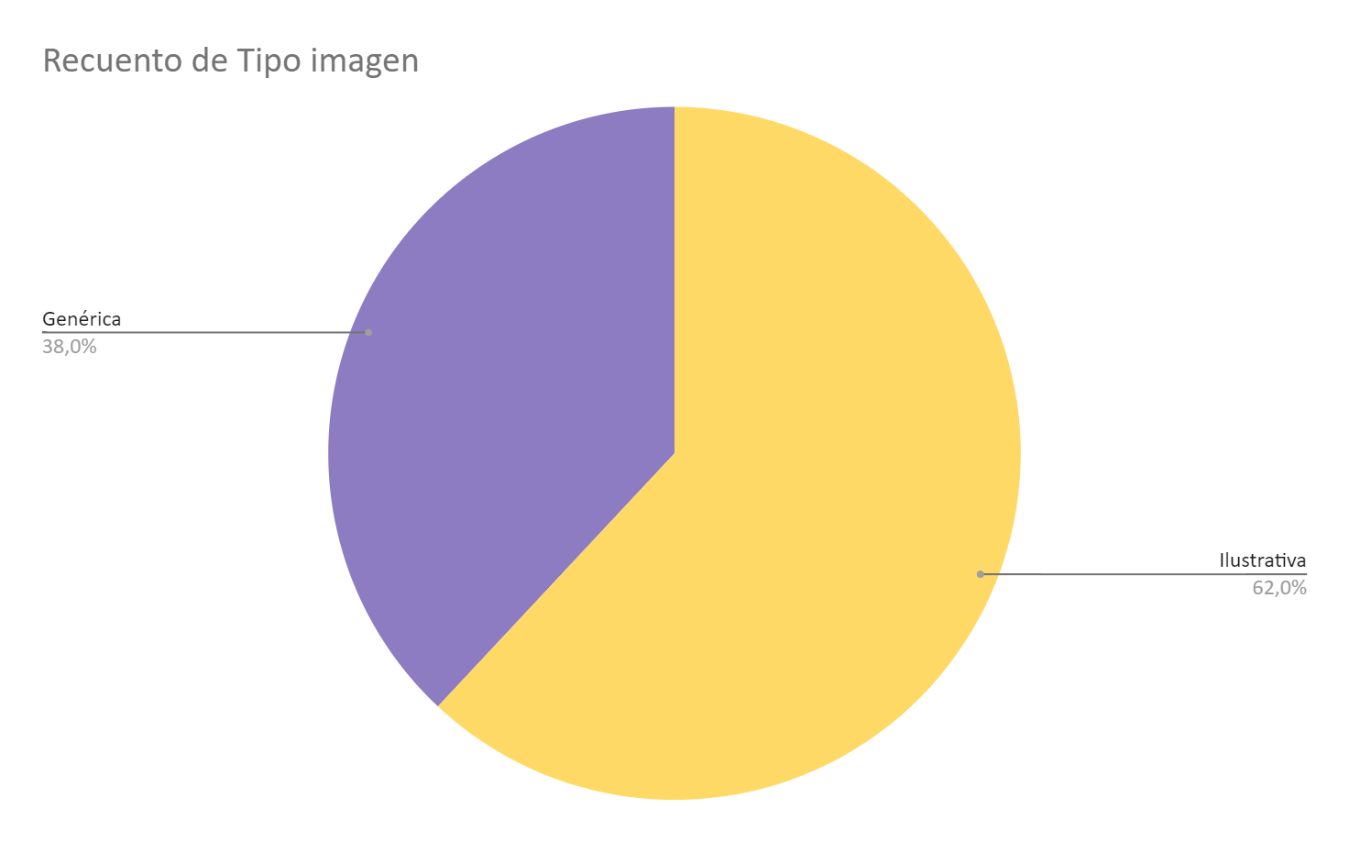 Recuento de Tipo imagen
Genérica
38,0%
Ilustrativa
62,0%